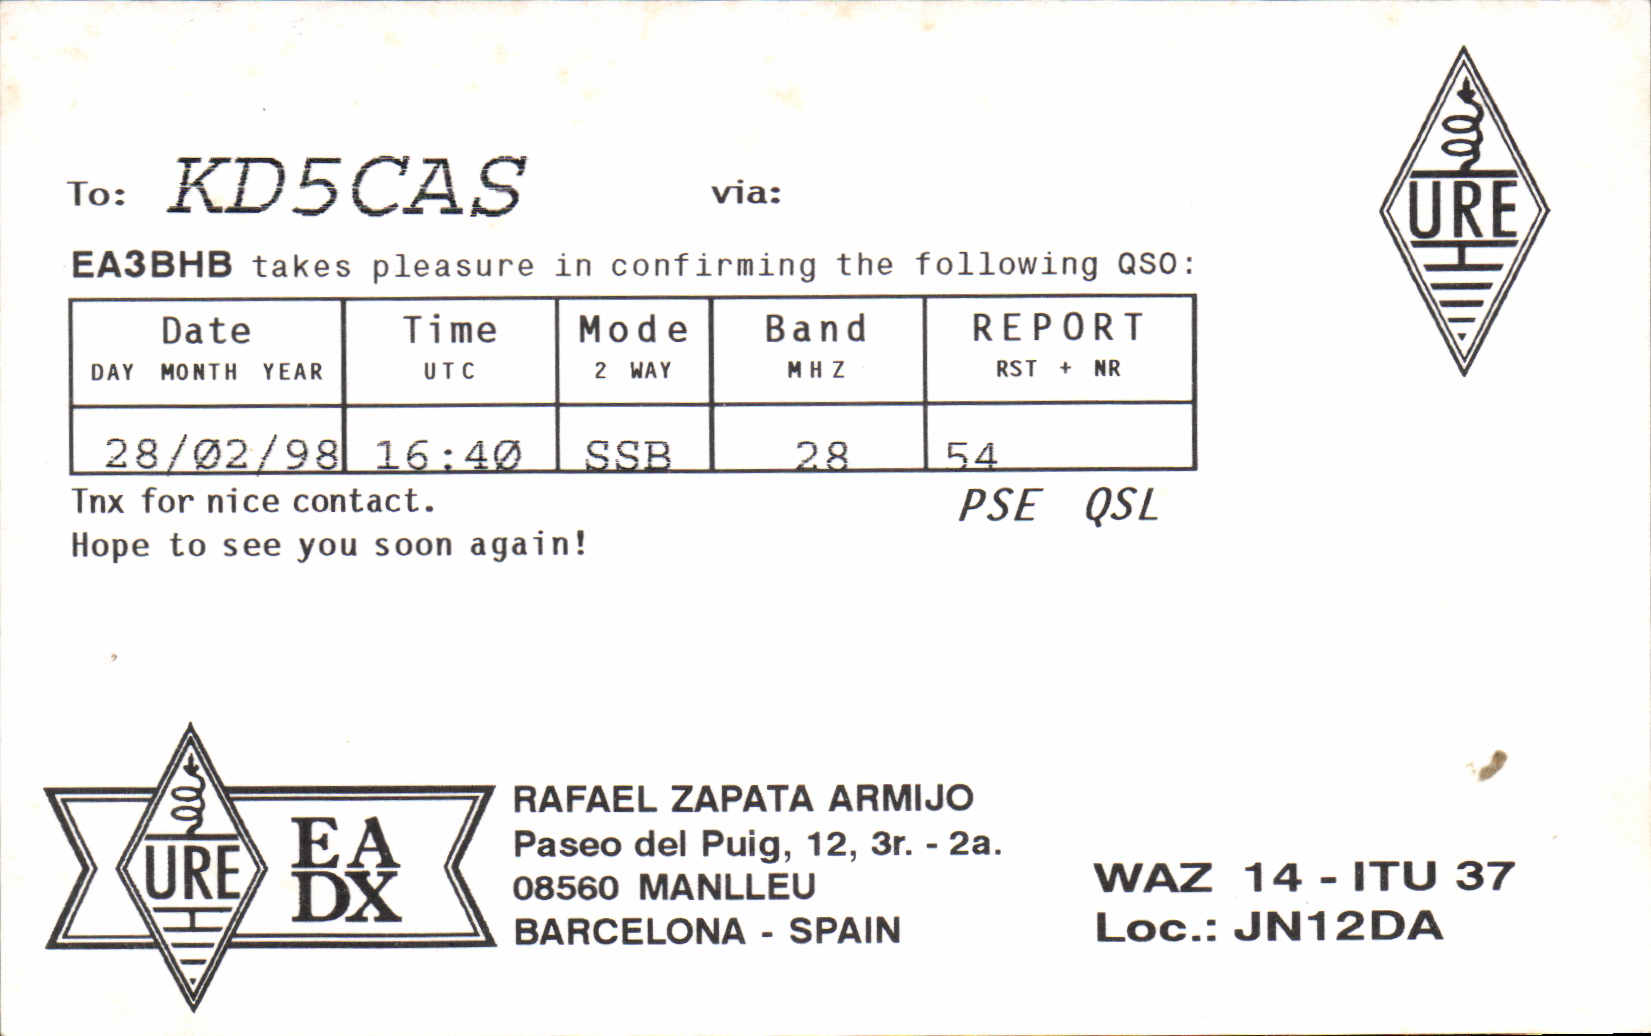 To: KD5CAS via:
URE
EA3BHB takes pleasure in confirming the following QSO:
Date Time Mode Band REPORT
DAY MONTH YEAR UTC 2 WAY MHZ RST + NR
28/02/98 16:40 SSB 28 54
Tnx for nice contact. PSE QSL
Hope to see you soon again!
URE EA DX
RAFAEL ZAPATA ARMIJO
Paseo del Puig, 12, 3r. - 2a.
08560 MANLLEU
BARCELONA - SPAIN
WAZ 14 - ITU 37
Loc.: JN12DA